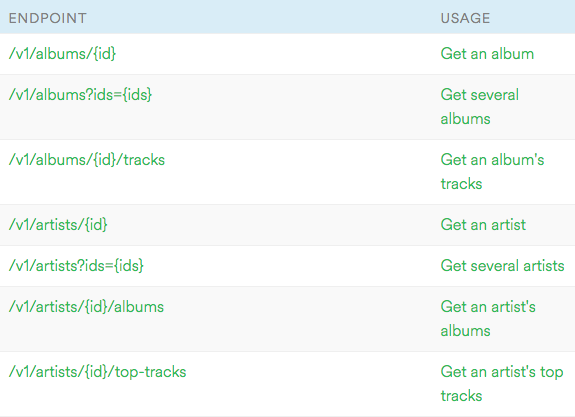 ENDPOINT USAGE
/v1/albums/{id} Get an album
/v1/albums?ids={ids} Get several
albums
/v1/albums/{id}/tracks Get an album's
tracks
/v1/artists/{id} Get an artist
/v1/artists?ids={ids} Get several artists
/v1/artists/{id}/albums Get an artist's
albums
/v1/artists/{id}/top-tracks Get an artist's top
tracks